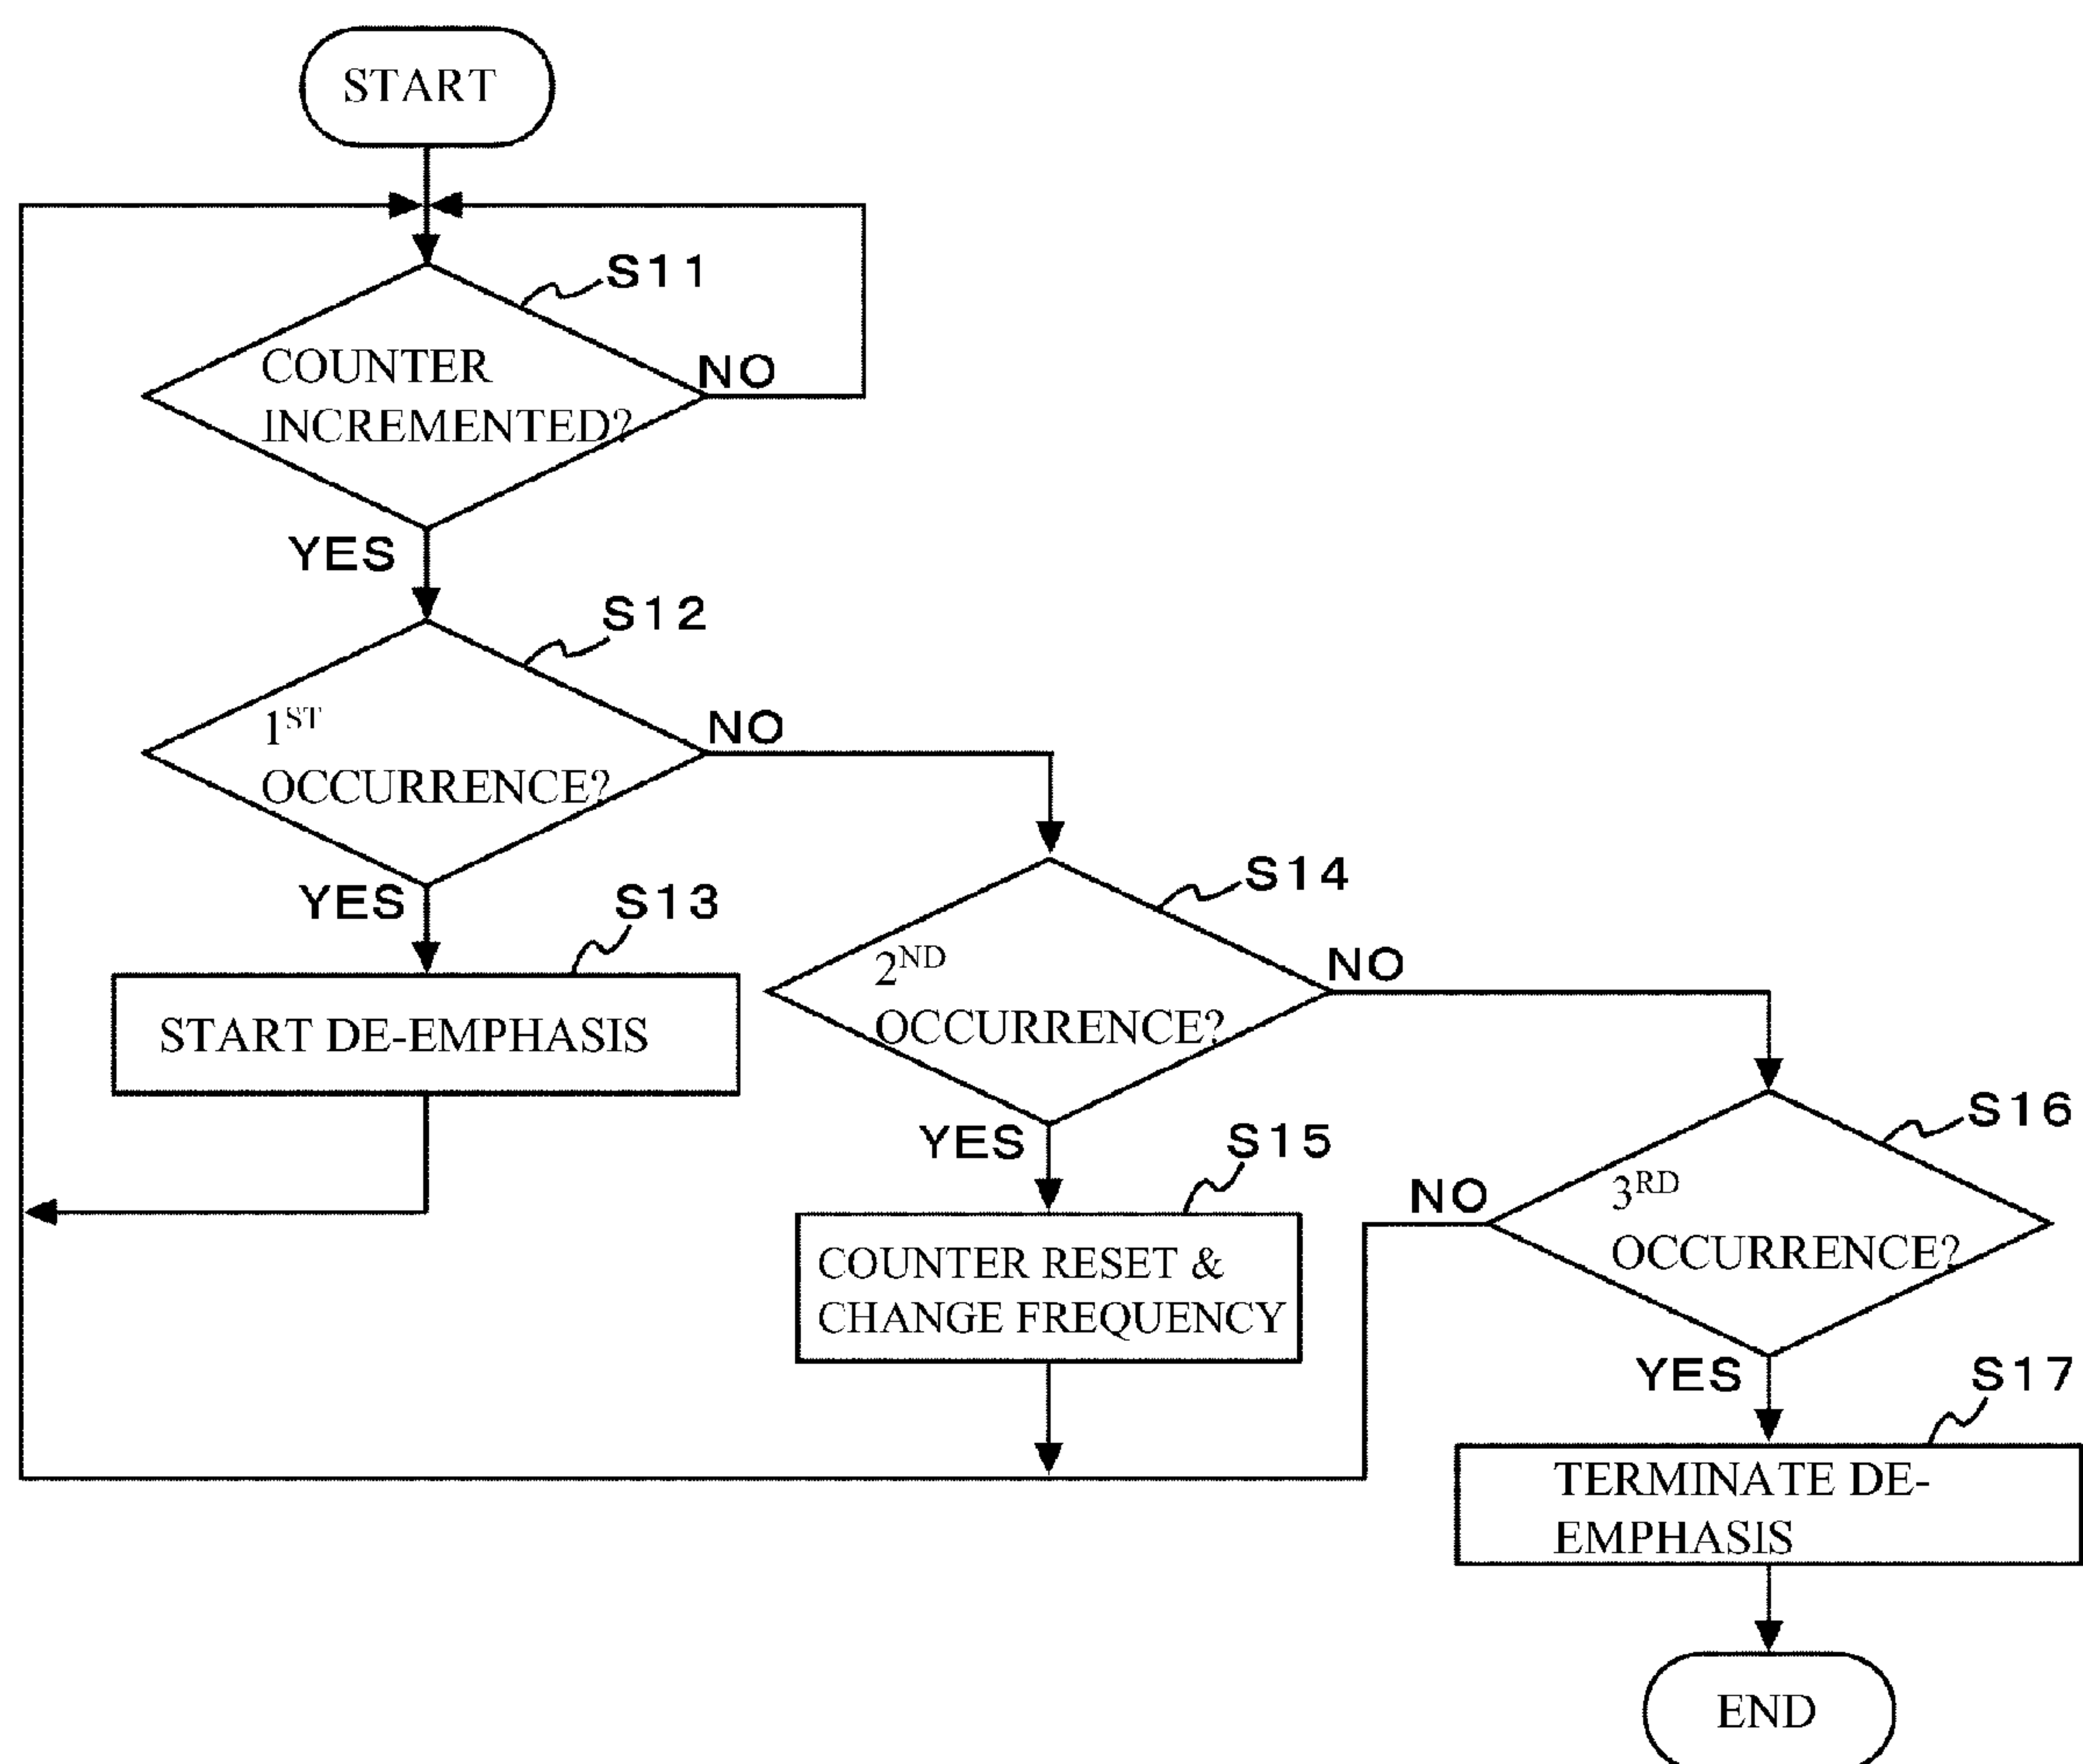 START
S11
COUNTER
INCREMENTED?
NO
YES
S12
1ST
OCCURRENCE?
NO
YES
S13
START DE-EMPHASIS
S14
2ND
OCCURRENCE?
NO
YES
S15
COUNTER RESET &
CHANGE FREQUENCY
S16
3RD
OCCURRENCE?
NO
YES
S17
TERMINATE DE-
EMPHASIS
END